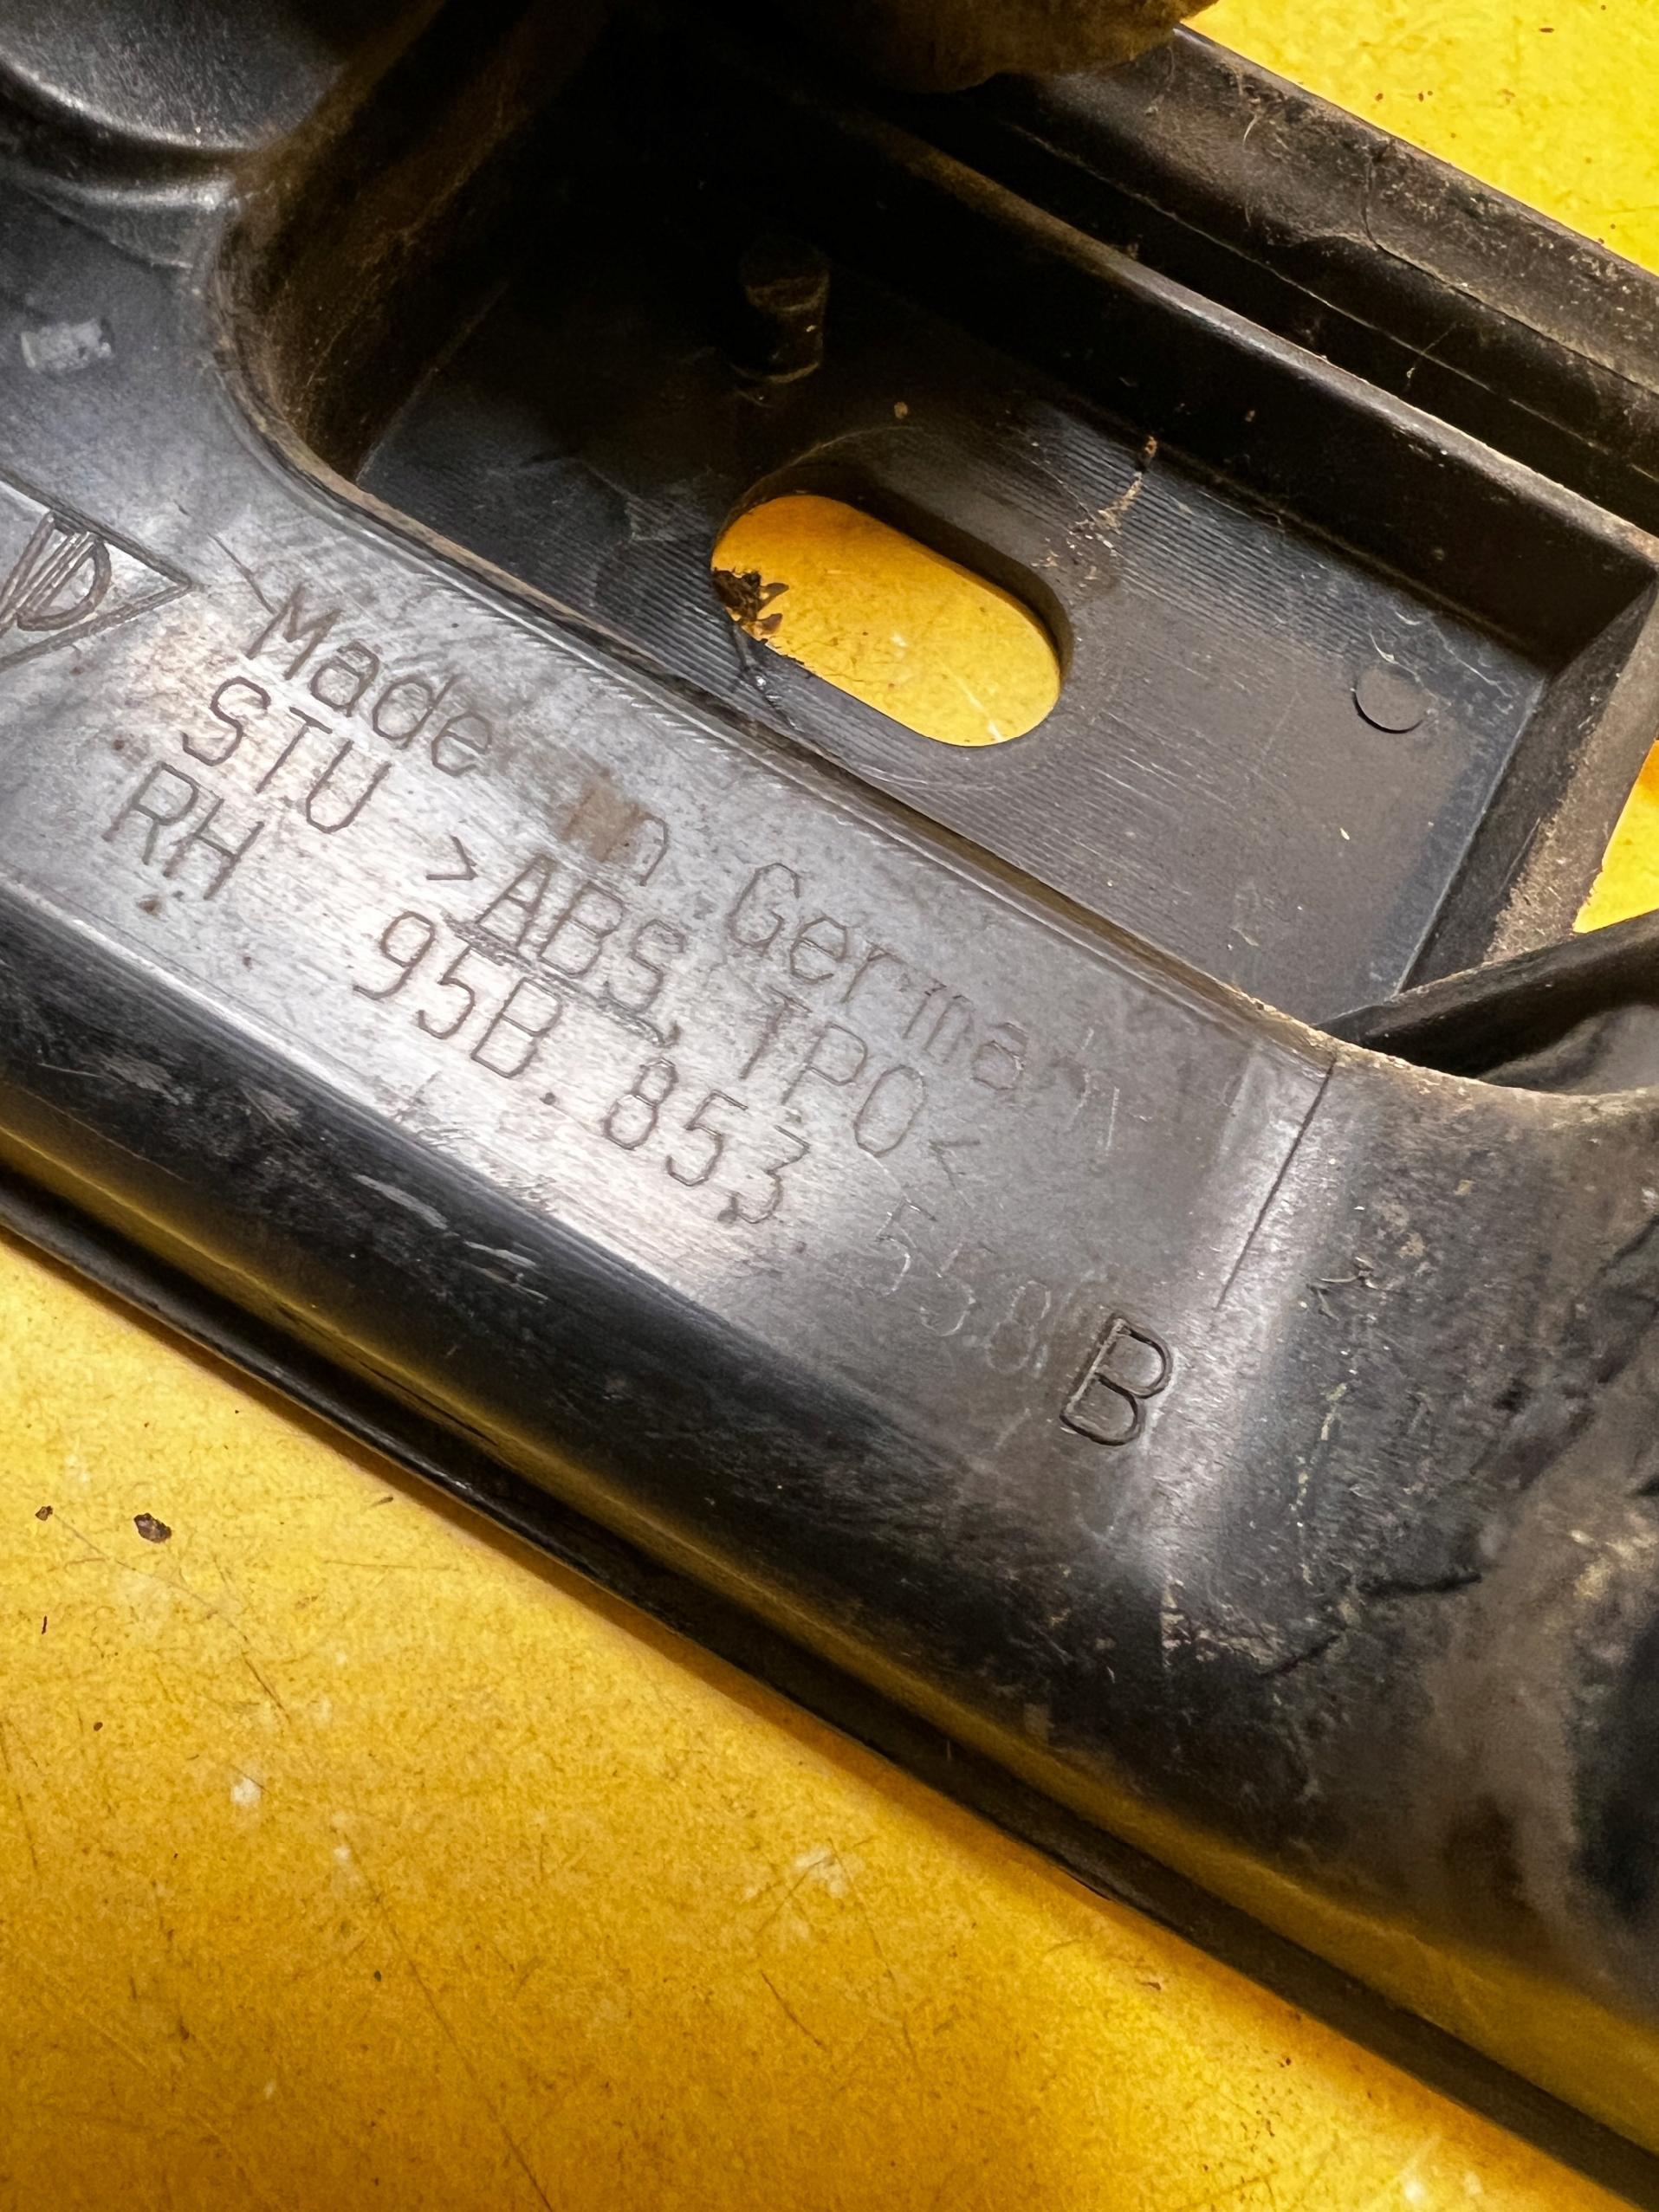 Made in Germany
STU >ABS, TPO<
RH 95B. 853 558 B